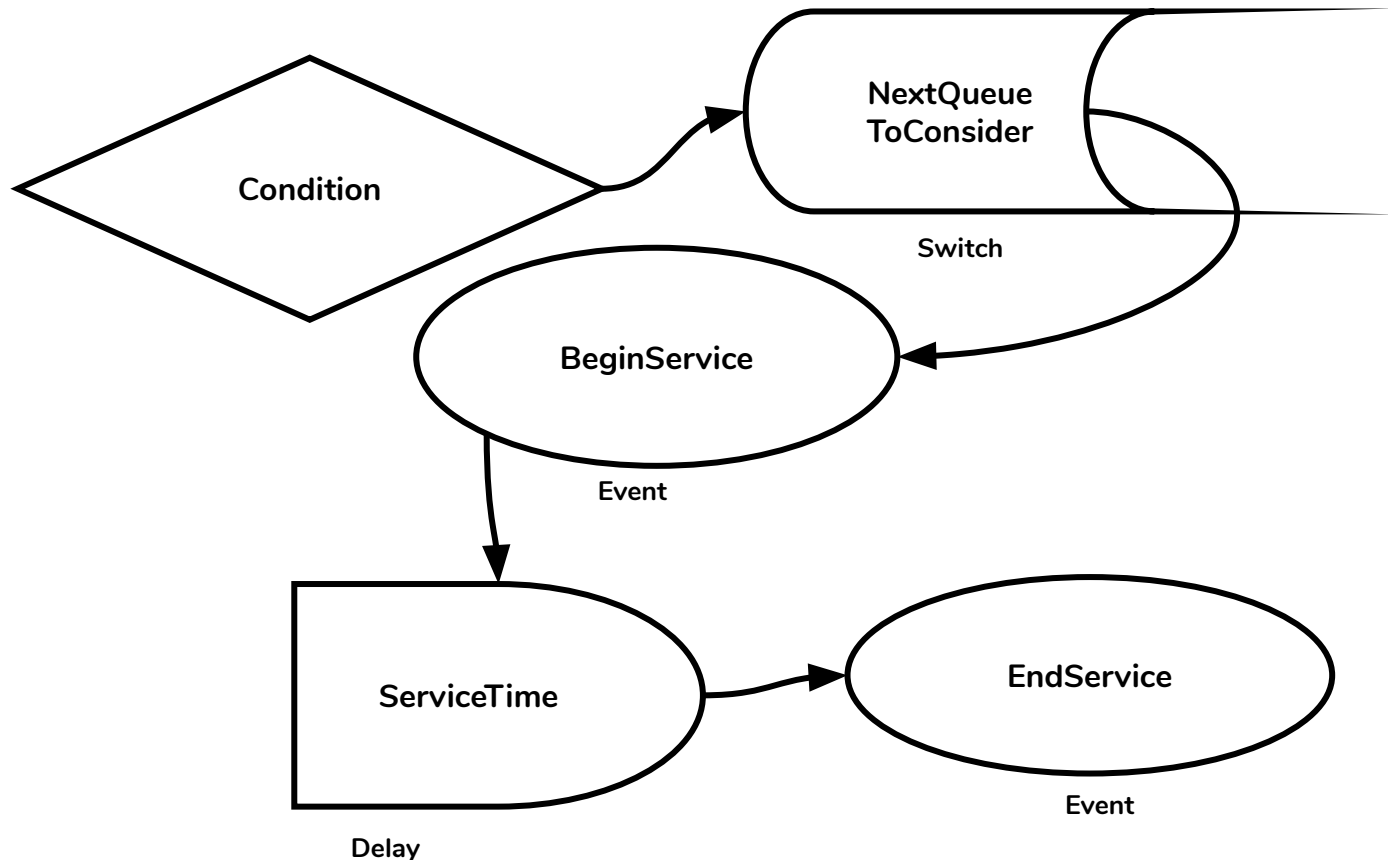 NextQueue
ToConsider
Condition
Switch
BeginService
Event
ServiceTime
EndService
Event
Delay